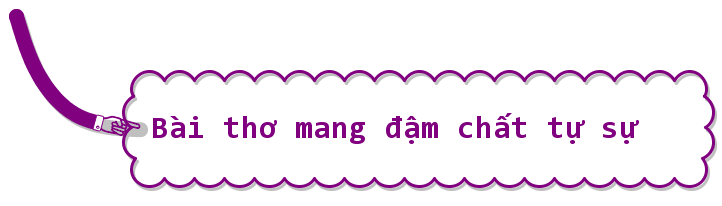 Bài thơ mang đậm chất tự sự